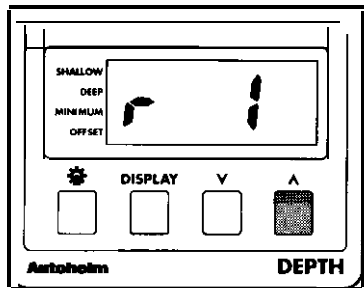 SHALLOW
DEEP
MINIMUM
OFFSET
r 1
DISPLAY V Λ
Autohelm DEPTH